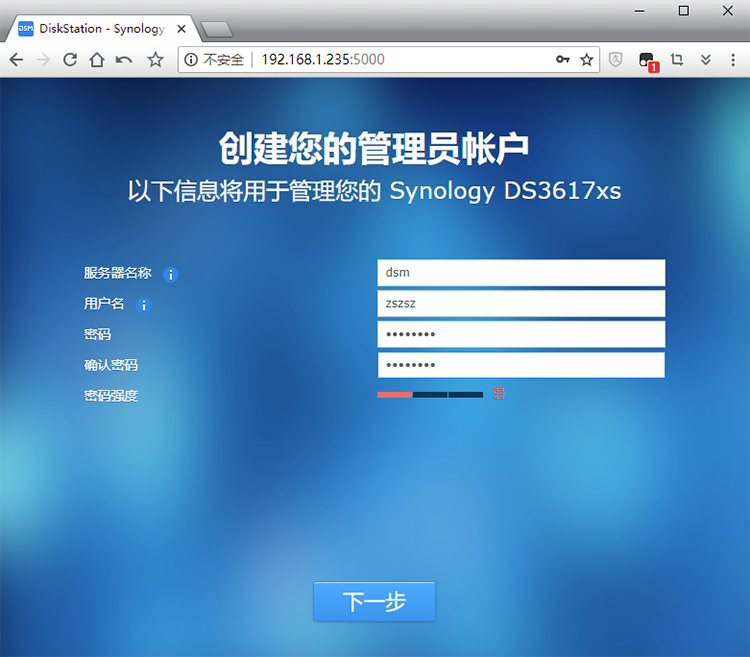 DSM DiskStation - Synology
不安全 192.168.1.235:5000
1
创建您的管理员帐户
以下信息将用于管理您的 Synology DS3617xs
服务器名称 dsm
用户名 zszsz
密码 ••••••••
确认密码 ••••••••
密码强度 弱
下一步